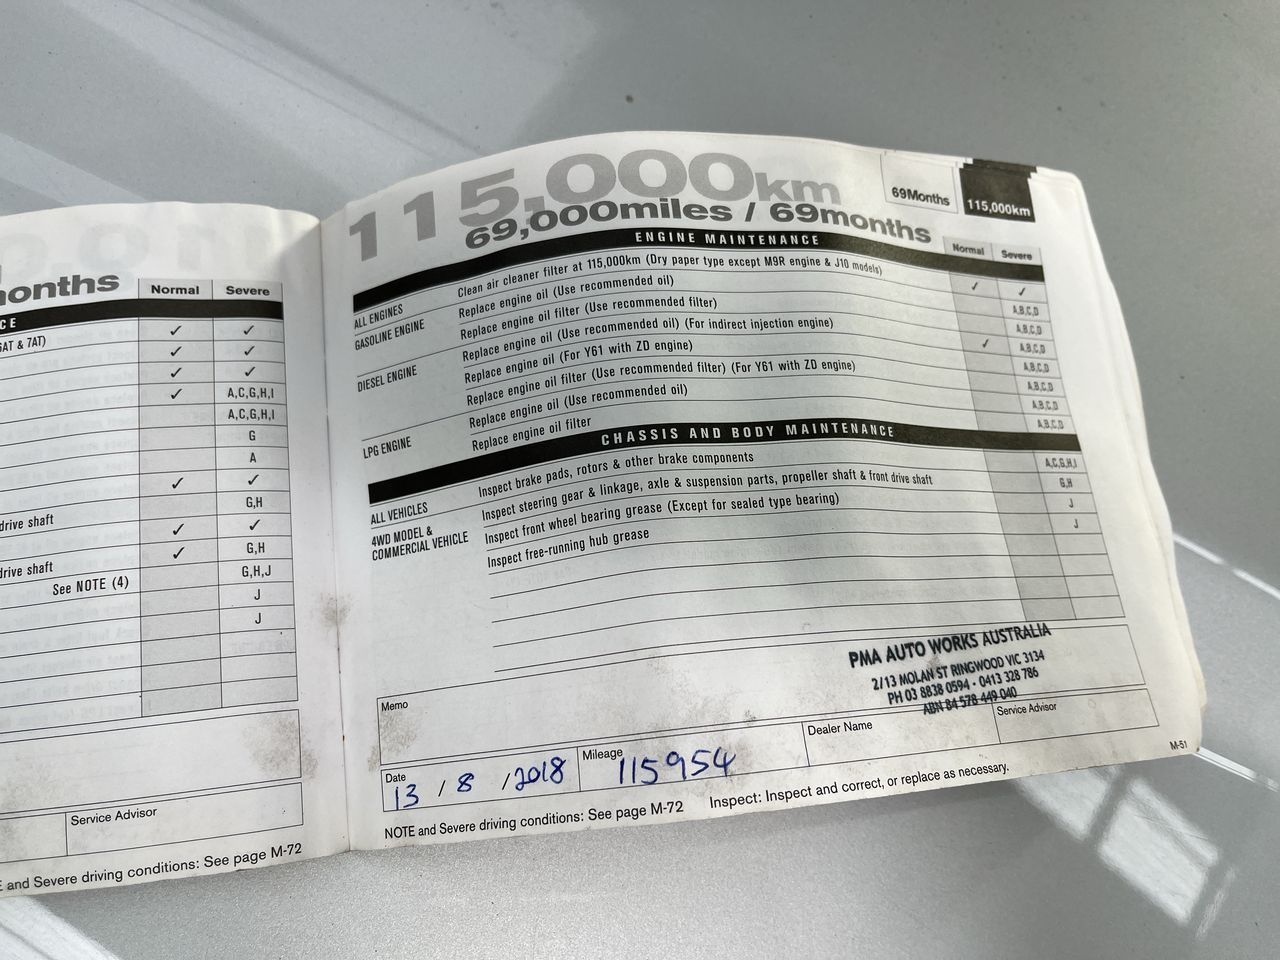 onths
Normal Severe
CE
6AT & 7AT)
✓ ✓
✓ ✓
✓ ✓
✓ A,C,G,H,I
A,C,G,H,I
G
A
✓ ✓
G,H
drive shaft
✓ ✓
✓ G,H
drive shaft
G,H,J
See NOTE (4)
J
J
Service Advisor
E and Severe driving conditions: See page M-72
115,000km
69,000miles / 69months
69Months
115,000km
ENGINE MAINTENANCE
Normal Severe
ALL ENGINES Clean air cleaner filter at 115,000km (Dry paper type except M9R engine & J10 models) ✓ ✓
GASOLINE ENGINE Replace engine oil (Use recommended oil) A,B,C,D
Replace engine oil filter (Use recommended filter) A,B,C,D
DIESEL ENGINE Replace engine oil (Use recommended oil) (For indirect injection engine) ✓ A,B,C,D
Replace engine oil (For Y61 with ZD engine) A,B,C,D
Replace engine oil filter (Use recommended filter) (For Y61 with ZD engine) A,B,C,D
LPG ENGINE Replace engine oil (Use recommended oil) A,B,C,D
Replace engine oil filter A,B,C,D
CHASSIS AND BODY MAINTENANCE
ALL VEHICLES Inspect brake pads, rotors & other brake components A,C,G,H,I
Inspect steering gear & linkage, axle & suspension parts, propeller shaft & front drive shaft G,H
4WD MODEL & COMMERCIAL VEHICLE Inspect front wheel bearing grease (Except for sealed type bearing) J
Inspect free-running hub grease J
Memo
PMA AUTO WORKS AUSTRALIA
2/13 MOLAN ST RINGWOOD VIC 3134
PH 03 8838 0594 - 0413 328 786
ABN 84 578 449 040
Date 13 / 8 / 2018
Mileage 115954
Dealer Name
Service Advisor
NOTE and Severe driving conditions: See page M-72 Inspect: Inspect and correct, or replace as necessary.
M-51